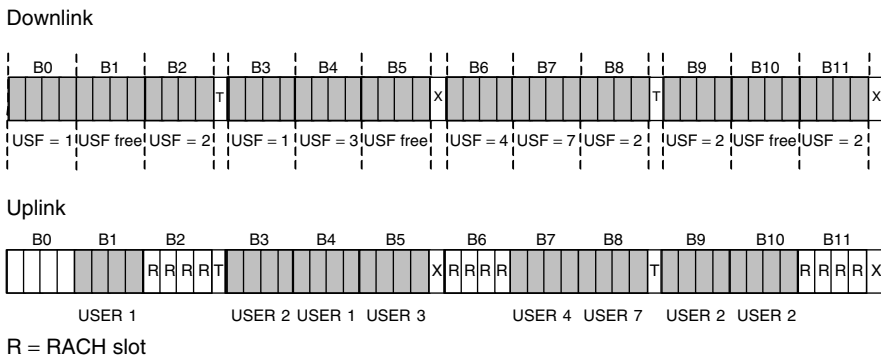 Downlink
B0 B1 B2 B3 B4 B5 B6 B7 B8 B9 B10 B11
T X T X
USF = 1 USF free USF = 2 USF = 1 USF = 3 USF free USF = 4 USF = 7 USF = 2 USF = 2 USF free USF = 2
Uplink
B0 B1 B2 B3 B4 B5 B6 B7 B8 B9 B10 B11
R R R R T X R R R R T R R R R X
USER 1 USER 2 USER 1 USER 3 USER 4 USER 7 USER 2 USER 2
R = RACH slot